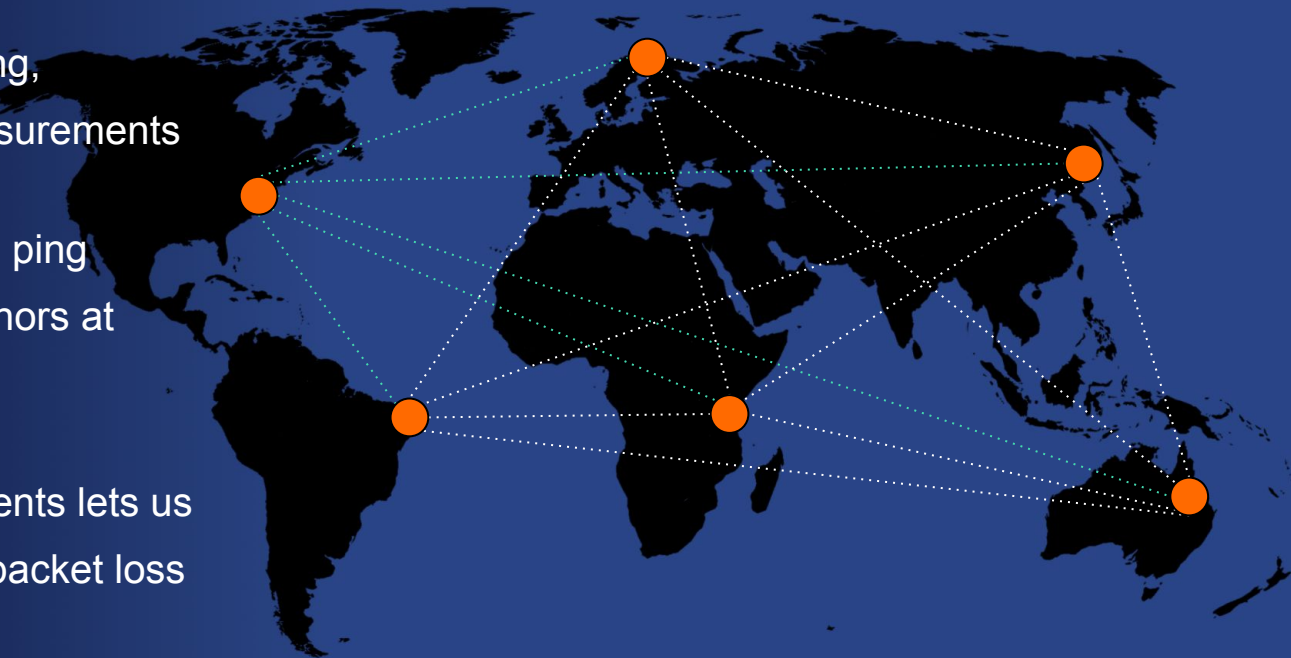 ng,
surements
ping
hors at
ents lets us
packet loss